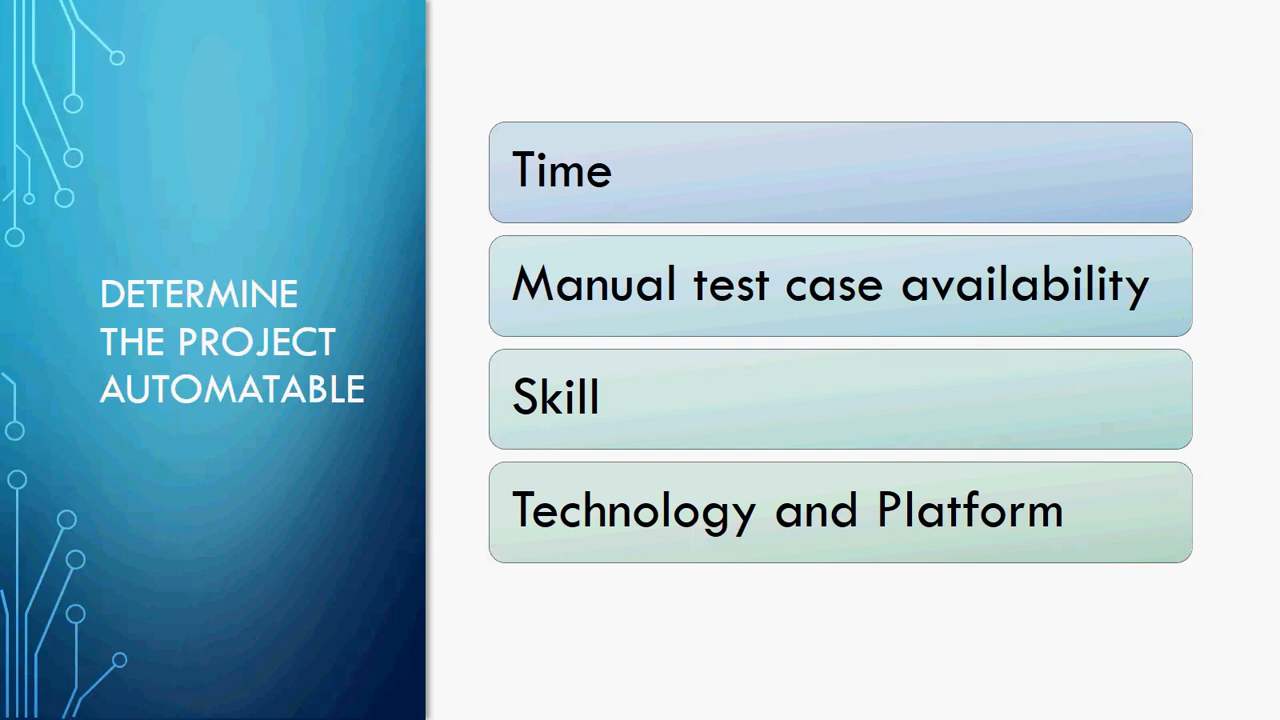 DETERMINE
THE PROJECT
AUTOMATABLE
Time
Manual test case availability
Skill
Technology and Platform